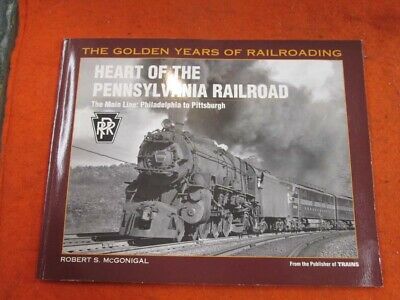 THE GOLDEN YEARS OF RAILROADING
HEART OF THE
PENNSYLVANIA RAILROAD
The Main Line: Philadelphia to Pittsburgh
PRR
ROBERT S. McGONIGAL
From the Publisher of TRAINS